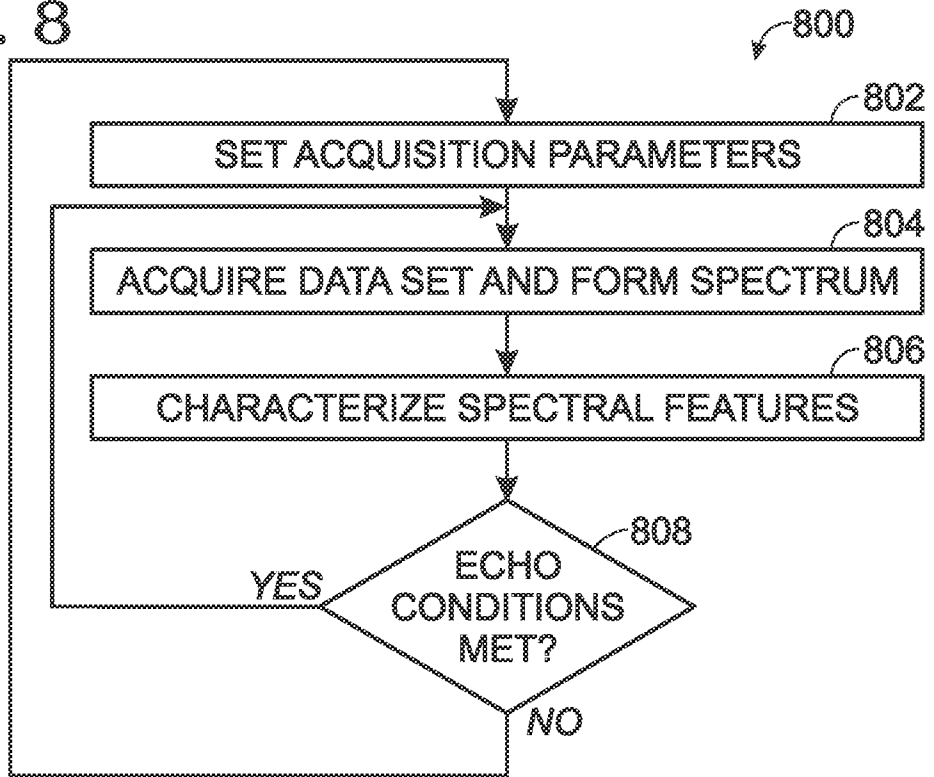 . 8
800
802
SET ACQUISITION PARAMETERS
804
ACQUIRE DATA SET AND FORM SPECTRUM
806
CHARACTERIZE SPECTRAL FEATURES
808
ECHO
CONDITIONS
MET?
YES
NO